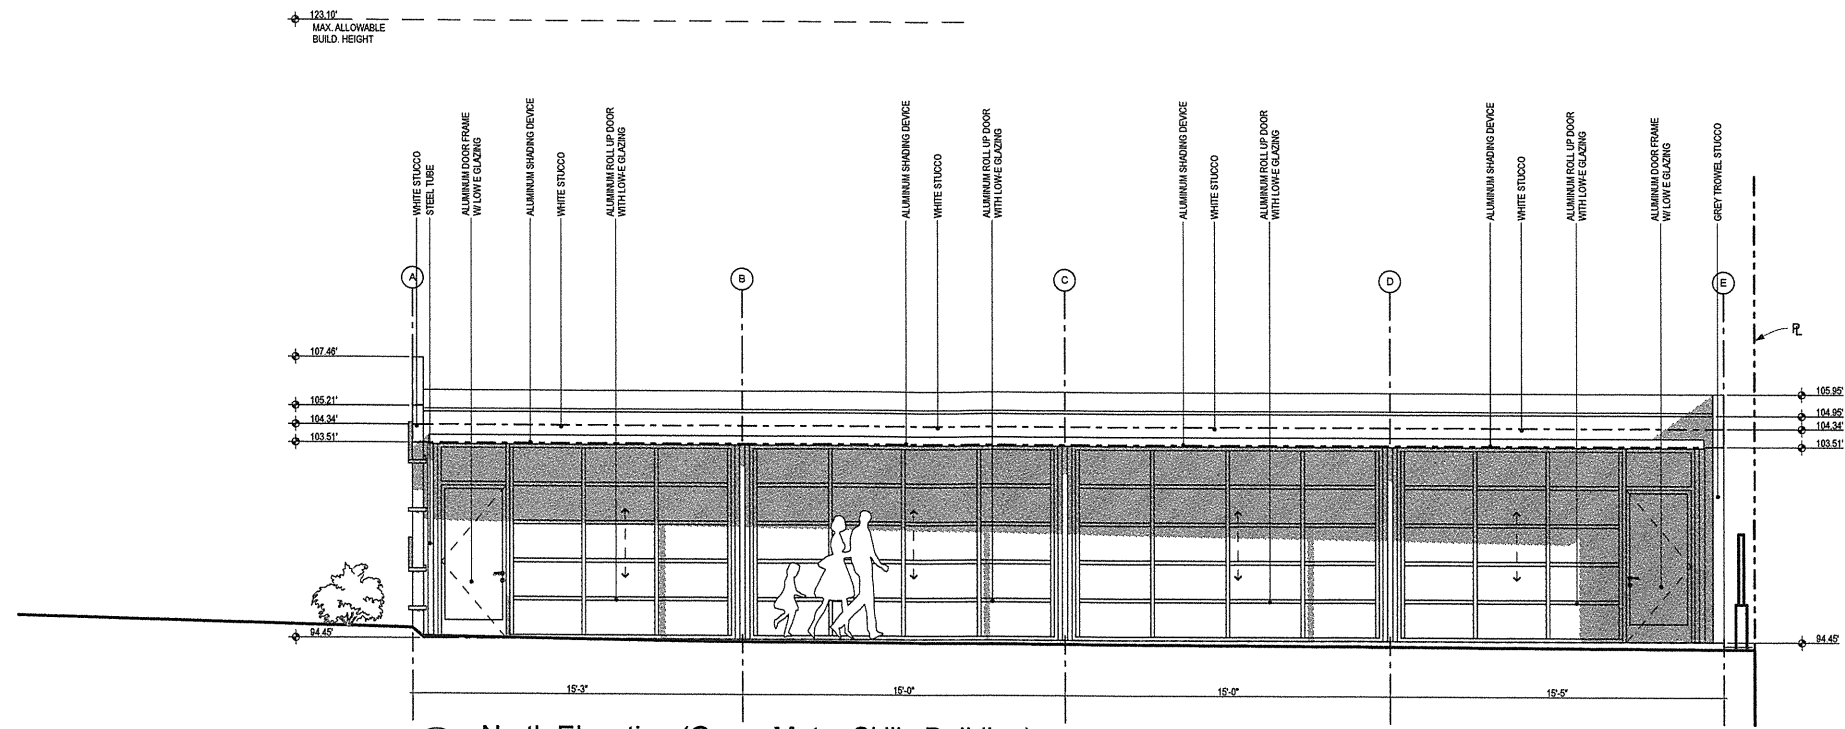 123.10'
MAX. ALLOWABLE
BUILD. HEIGHT
WHITE STUCCO
STEEL TUBE
ALUMINUM DOOR FRAME
W/ LOW E GLAZING
ALUMINUM SHADING DEVICE
WHITE STUCCO
ALUMINUM ROLL UP DOOR
WITH LOW-E GLAZING
ALUMINUM SHADING DEVICE
WHITE STUCCO
ALUMINUM ROLL UP DOOR
WITH LOW-E GLAZING
ALUMINUM SHADING DEVICE
WHITE STUCCO
ALUMINUM ROLL UP DOOR
WITH LOW-E GLAZING
ALUMINUM SHADING DEVICE
WHITE STUCCO
ALUMINUM ROLL UP DOOR
WITH LOW-E GLAZING
ALUMINUM DOOR FRAME
W/ LOW E GLAZING
GREY TROWEL STUCCO
A
B
C
D
E
PL
107.46'
105.21'
104.34'
103.51'
94.45'
105.95'
104.95'
104.34'
103.51'
94.45'
15'-3"
15'-0"
15'-0"
15'-5"